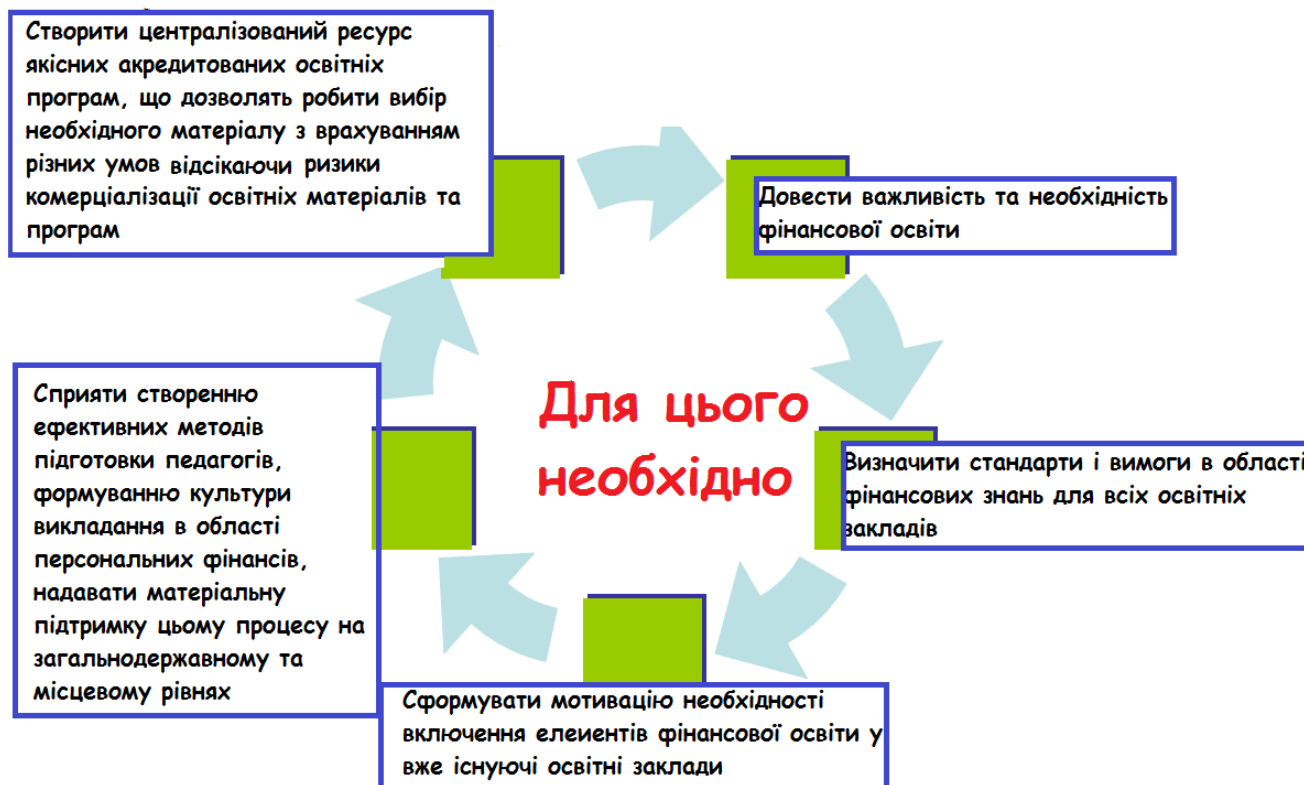 Створити централізований ресурс
якісних акредитованих освітніх
програм, що дозволять робити вибір
необхідного матеріалу з врахуванням
різних умов відсікаючи ризики
комерціалізації освітніх матеріалів та
програм
Довести важливість та необхідність
фінансової освіти
Для цього
необхідно
Визначити стандарти і вимоги в області
фінансових знань для всіх освітніх
закладів
Сприяти створенню
ефективних методів
підготовки педагогів,
формуванню культури
викладання в області
персональних фінансів,
надавати матеріальну
підтримку цьому процесу на
загальнодержавному та
місцевому рівнях
Сформувати мотивацію необхідності
включення елеиентів фінансової освіти у
вже існуючі освітні заклади